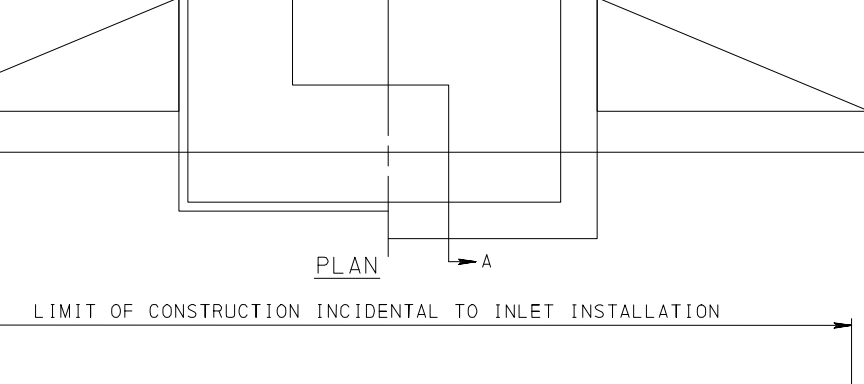 A
PLAN
LIMIT OF CONSTRUCTION INCIDENTAL TO INLET INSTALLATION